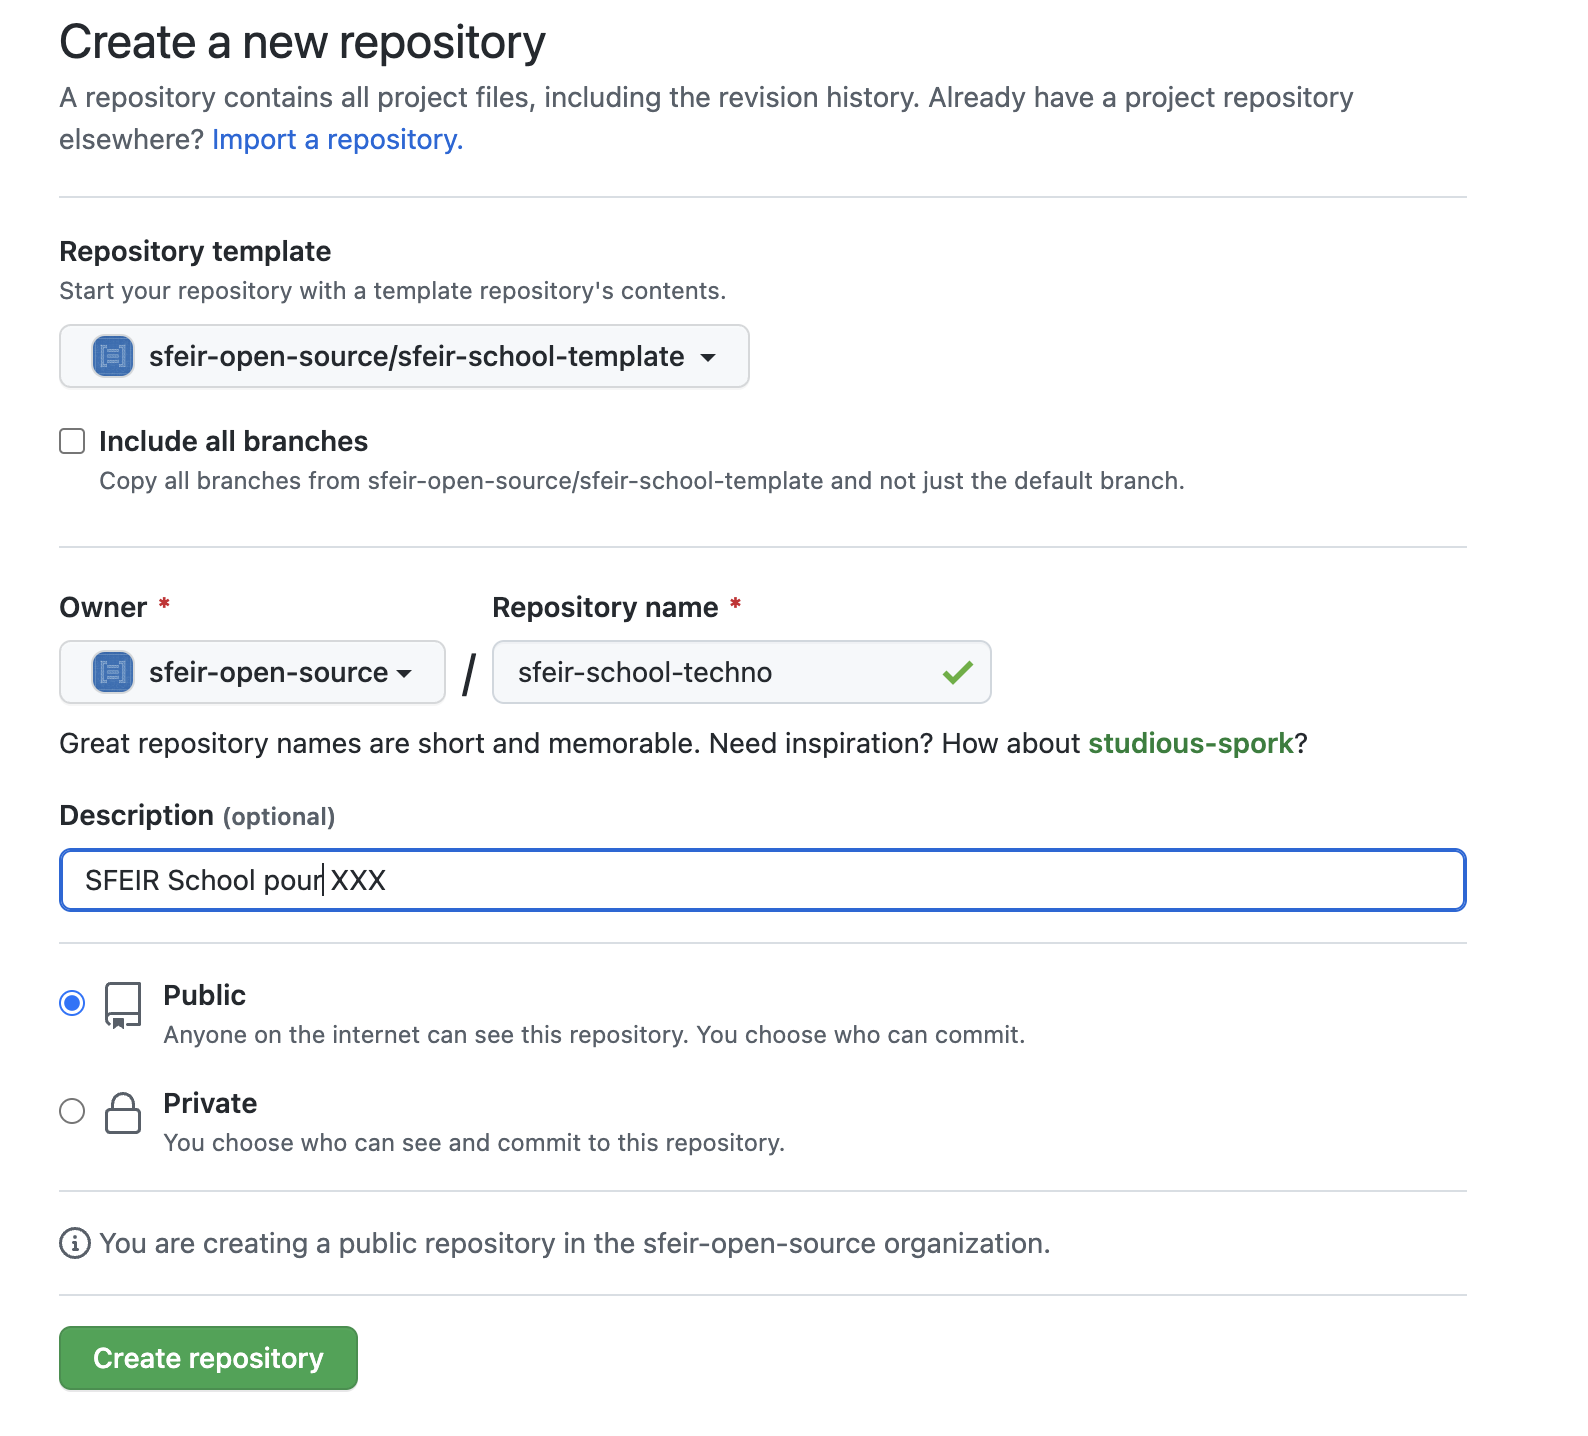 Create a new repository
A repository contains all project files, including the revision history. Already have a project repository
elsewhere? Import a repository.
Repository template
Start your repository with a template repository's contents.
sfeir-open-source/sfeir-school-template
Include all branches
Copy all branches from sfeir-open-source/sfeir-school-template and not just the default branch.
Owner * Repository name *
sfeir-open-source / sfeir-school-techno
Great repository names are short and memorable. Need inspiration? How about studious-spork?
Description (optional)
SFEIR School pour XXX
Public
Anyone on the internet can see this repository. You choose who can commit.
Private
You choose who can see and commit to this repository.
You are creating a public repository in the sfeir-open-source organization.
Create repository